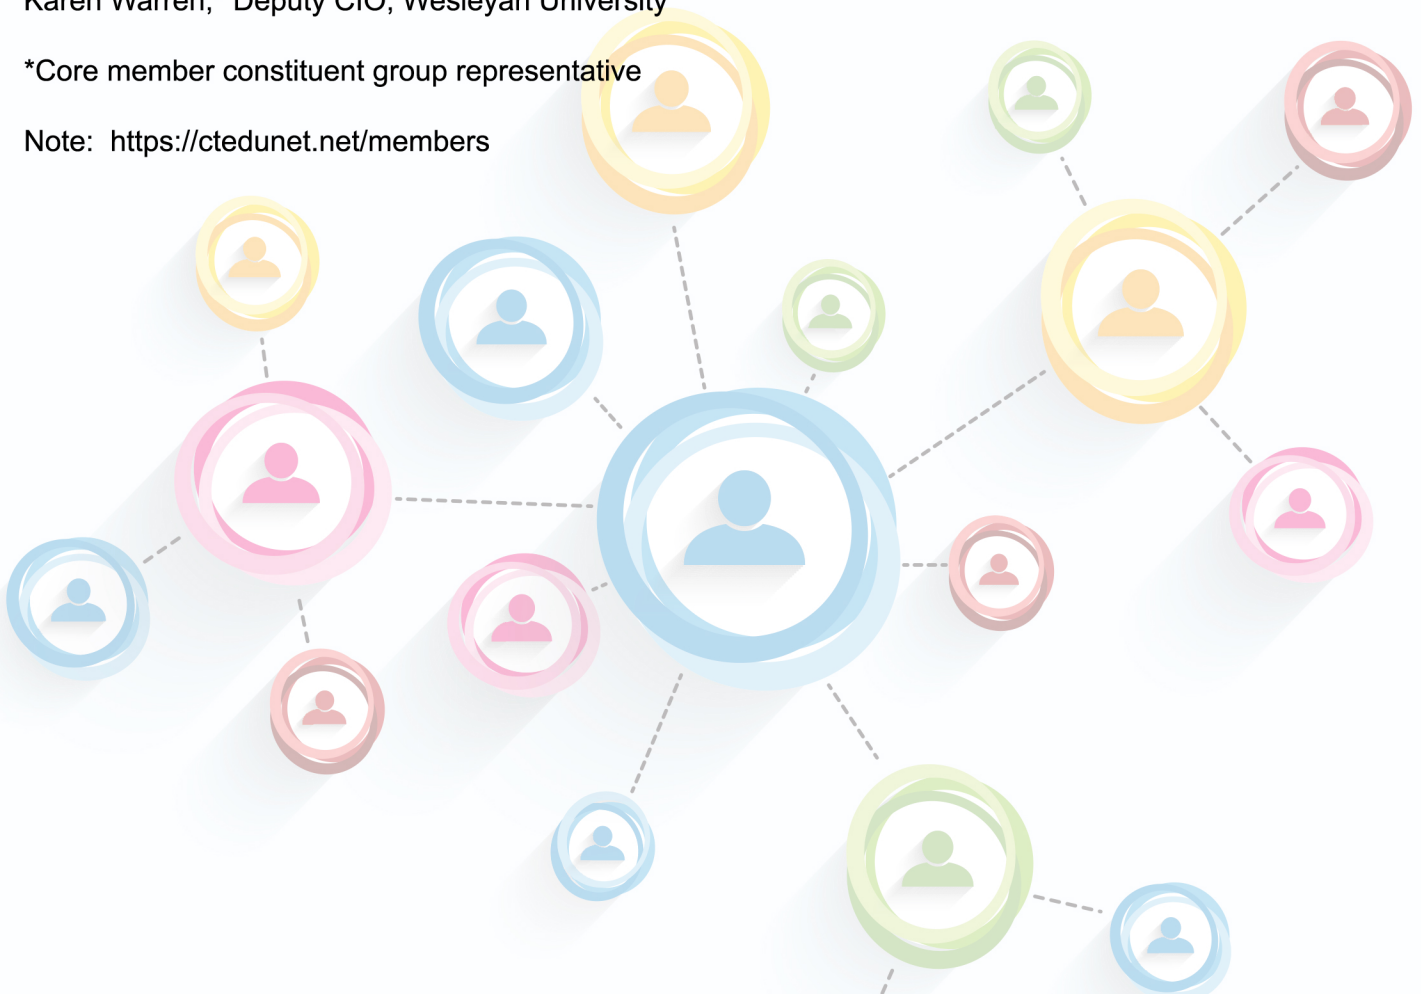 Karen Warren, *Deputy CIO, Wesleyan University
*Core member constituent group representative
Note: https://ctedunet.net/members